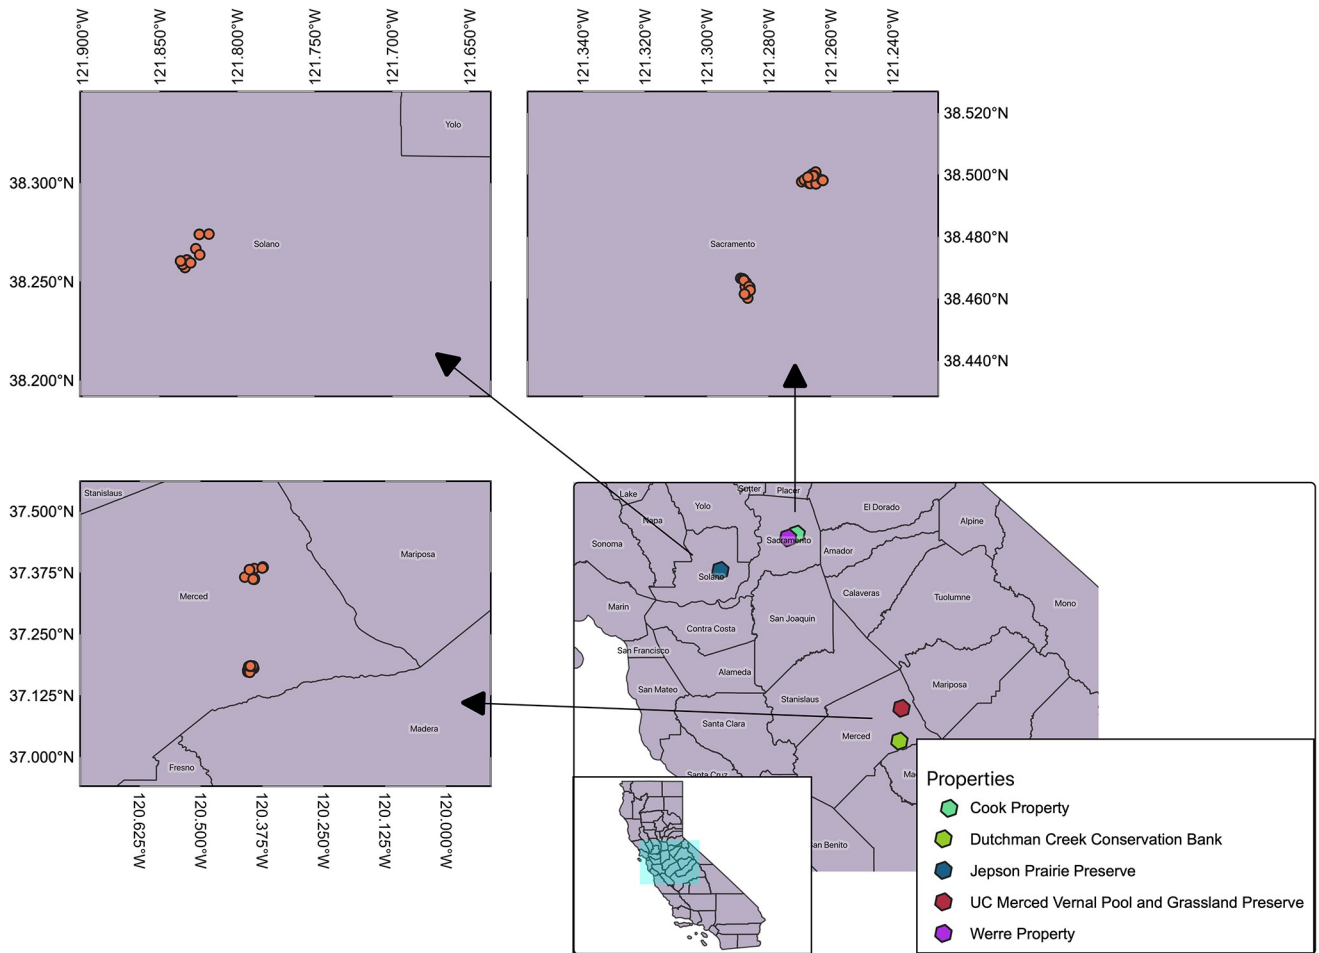 121.900°W
121.850°W
121.800°W
121.750°W
121.700°W
121.650°W
121.340°W
121.320°W
121.300°W
121.280°W
121.260°W
121.240°W
Yolo
Solano
38.300°N
38.250°N
38.200°N
Sacramento
38.520°N
38.500°N
38.480°N
38.460°N
38.440°N
Stanislaus
Mariposa
Merced
Madera
Fresno
37.500°N
37.375°N
37.250°N
37.125°N
37.000°N
120.625°W
120.500°W
120.375°W
120.250°W
120.125°W
120.000°W
Lake
Sutter
Placer
Yolo
El Dorado
Napa
Alpine
Sonoma
Sacramento
Amador
Solano
Calaveras
Tuolumne
Mono
Marin
San Joaquin
Contra Costa
San Francisco
Alameda
Mariposa
San Mateo
Stanislaus
Santa Clara
Merced
Santa Cruz
Ma
an Benito
Properties
Cook Property
Dutchman Creek Conservation Bank
Jepson Prairie Preserve
UC Merced Vernal Pool and Grassland Preserve
Werre Property